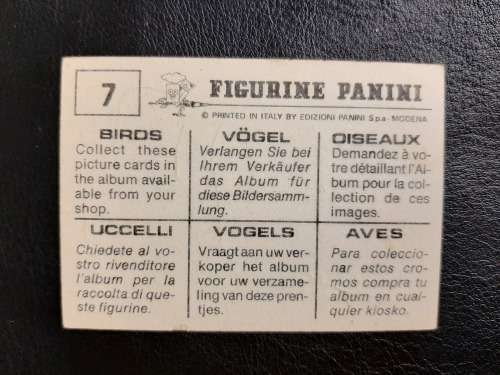 7
FIGURINE PANINI
© PRINTED IN ITALY BY EDIZIONI PANINI S.p.a - MODENA
BIRDS
Collect these
picture cards in
the album avail-
able from your
shop.
VÖGEL
Verlangen Sie bei
Ihrem Verkäufer
das Album für
diese Bildersamm-
lung.
OISEAUX
Demandez à vo-
tre détaillant l'Al-
bum pour la col-
lection de ces
images.
UCCELLI
Chiedete al vo-
stro rivenditore
l'album per la
raccolta di que-
ste figurine.
VOGELS
Vraagt aan uw ver-
koper het album
voor uw verzame-
ling van deze pren-
tjes.
AVES
Para coleccio-
nar estos cro-
mos compra tu
album en cual-
quier kiosko.